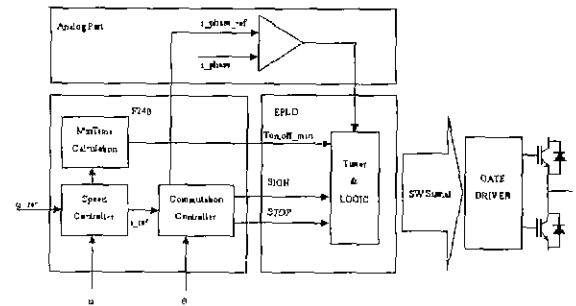 Analog Part
i_phase_ref
i_phase
F240
EPLD
MinTime
Calculation
Ton,off_min
Timer
&
LOGIC
SIGN
STOP
Speed
Controller
i_ref
Commutation
Controller
SW Signal
GATE
DRIVER